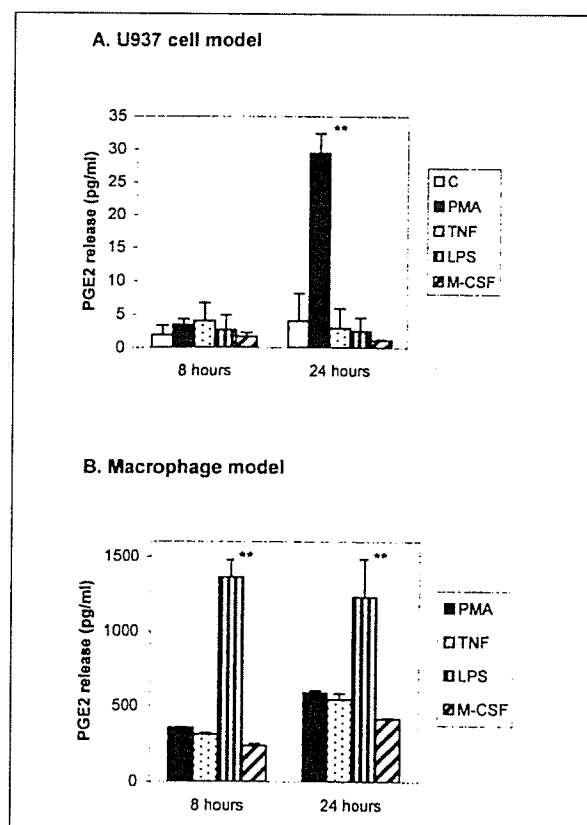 A. U937 cell model
PGE2 release (pg/ml)
35
30
25
20
15
10
5
0
**
8 hours
24 hours
C
PMA
TNF
LPS
M-CSF
B. Macrophage model
PGE2 release (pg/ml)
1500
1000
500
0
**
**
8 hours
24 hours
PMA
TNF
LPS
M-CSF